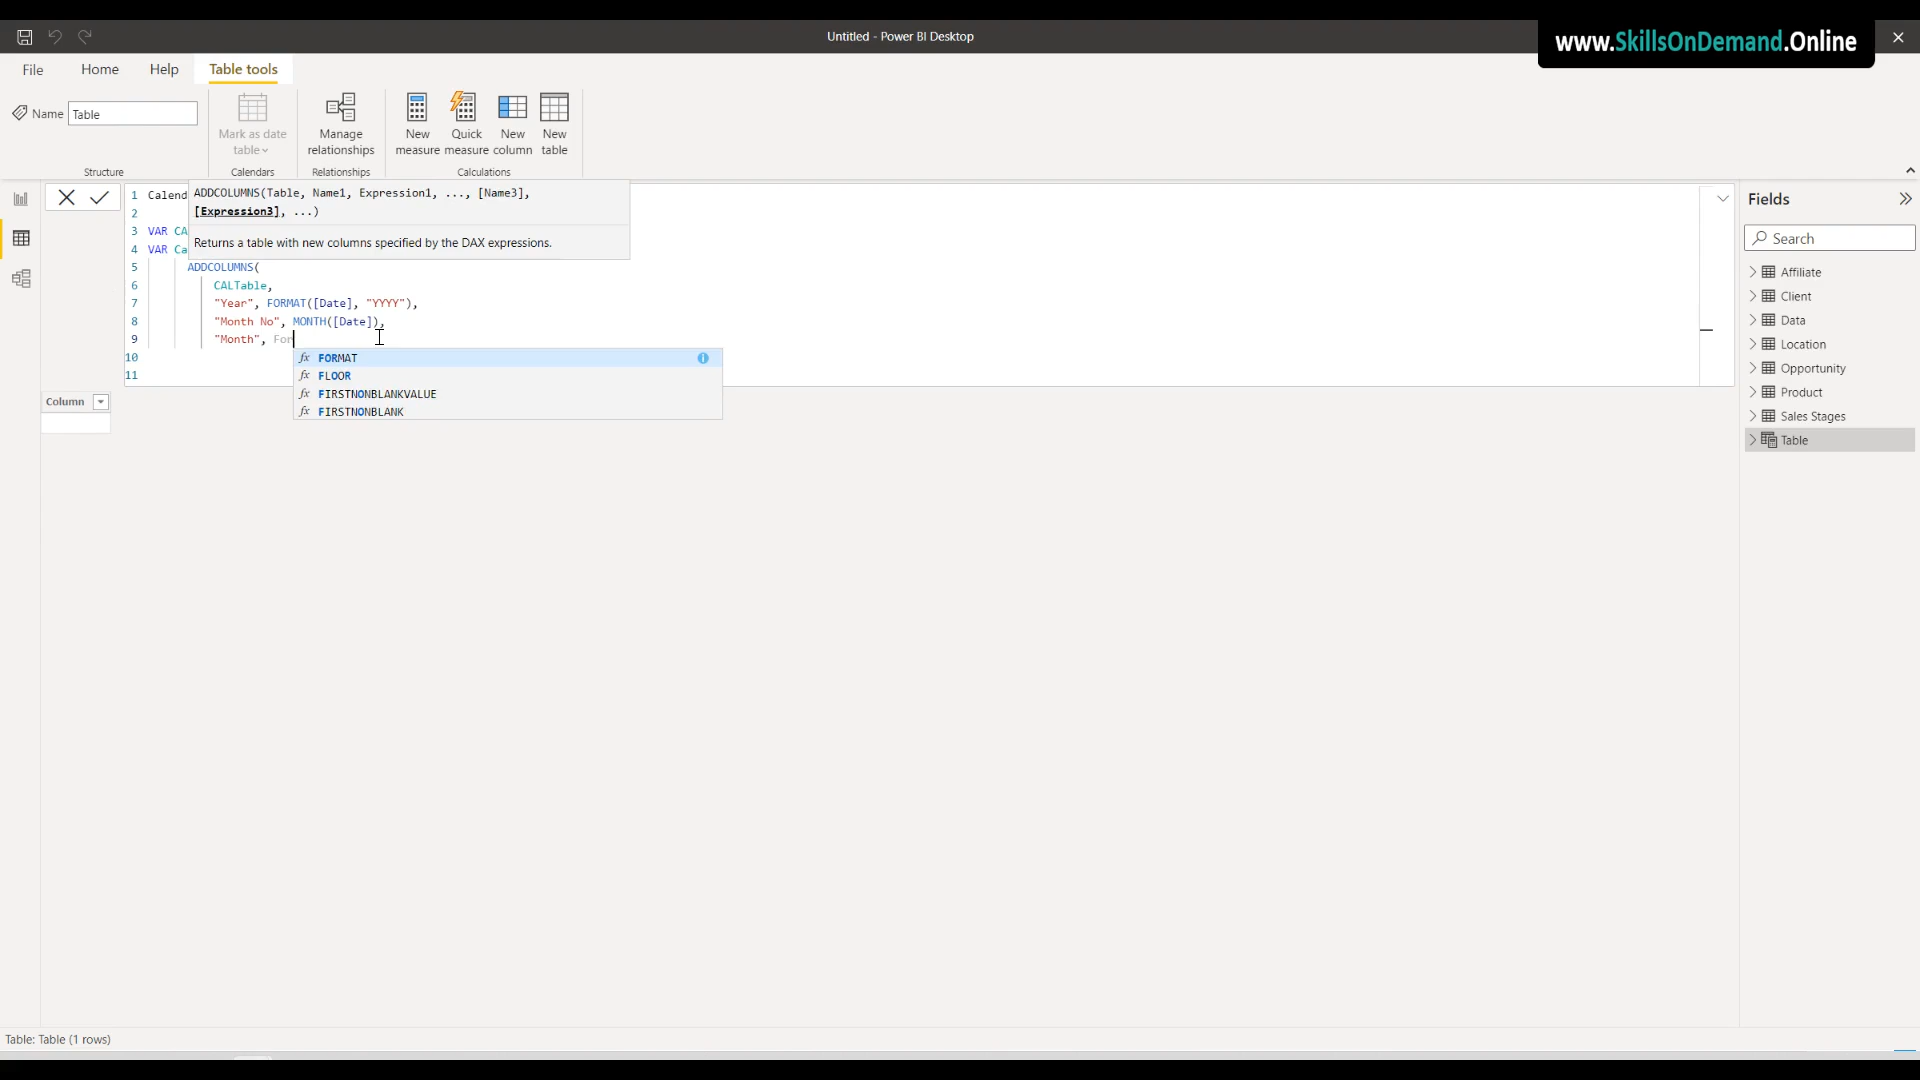 Untitled - Power BI Desktop
www.SkillsOnDemand.Online
File Home Help Table tools
Name Table
Mark as date table
Manage relationships
New measure
Quick measure
New column
New table
Structure Calendars Relationships Calculations
ADDCOLUMNS(Table, Name1, Expression1, ..., [Name3],
[Expression3], ...)
Returns a table with new columns specified by the DAX expressions.
1 Calend
2
3 VAR CA
4 VAR Ca
5 ADDCOLUMNS(
6 CALTable,
7 "Year", FORMAT([Date], "YYYY"),
8 "Month No", MONTH([Date]),
9 "Month", For
10
11
FORMAT
FLOOR
FIRSTNONBLANKVALUE
FIRSTNONBLANK
Column
Fields
Search
Affiliate
Client
Data
Location
Opportunity
Product
Sales Stages
Table
Table: Table (1 rows)